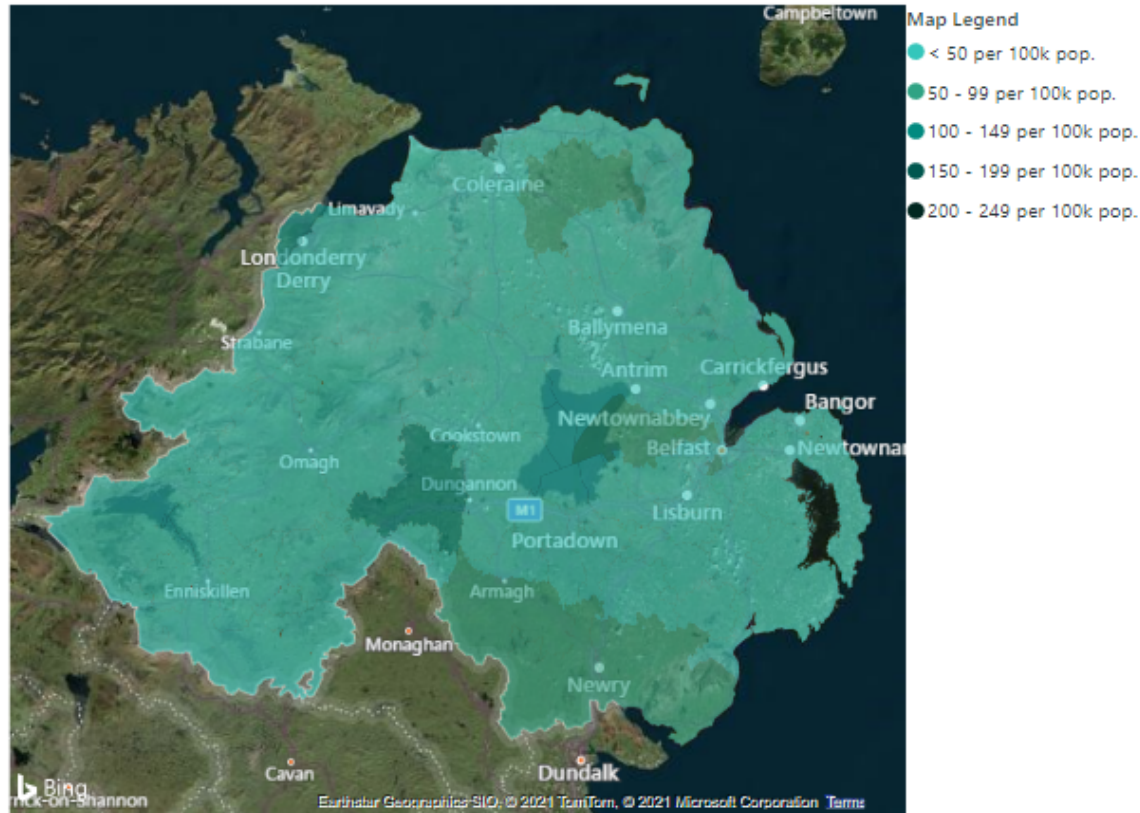 Campbeltown
Map Legend
< 50 per 100k pop.
50 - 99 per 100k pop.
100 - 149 per 100k pop.
150 - 199 per 100k pop.
200 - 249 per 100k pop.
Coleraine
Limavady
Londonderry
Derry
Ballymena
Strabane
Antrim
Carrickfergus
Bangor
Newtownabbey
Cookstown
Belfast
Newtownar
Omagh
Dungannon
M1
Lisburn
Portadown
Enniskillen
Armagh
Monaghan
Newry
Cavan
Dundalk
Bing
rrick-on-Shannon
Earthstar Geographics SIO, © 2021 TomTom, © 2021 Microsoft Corporation Terms